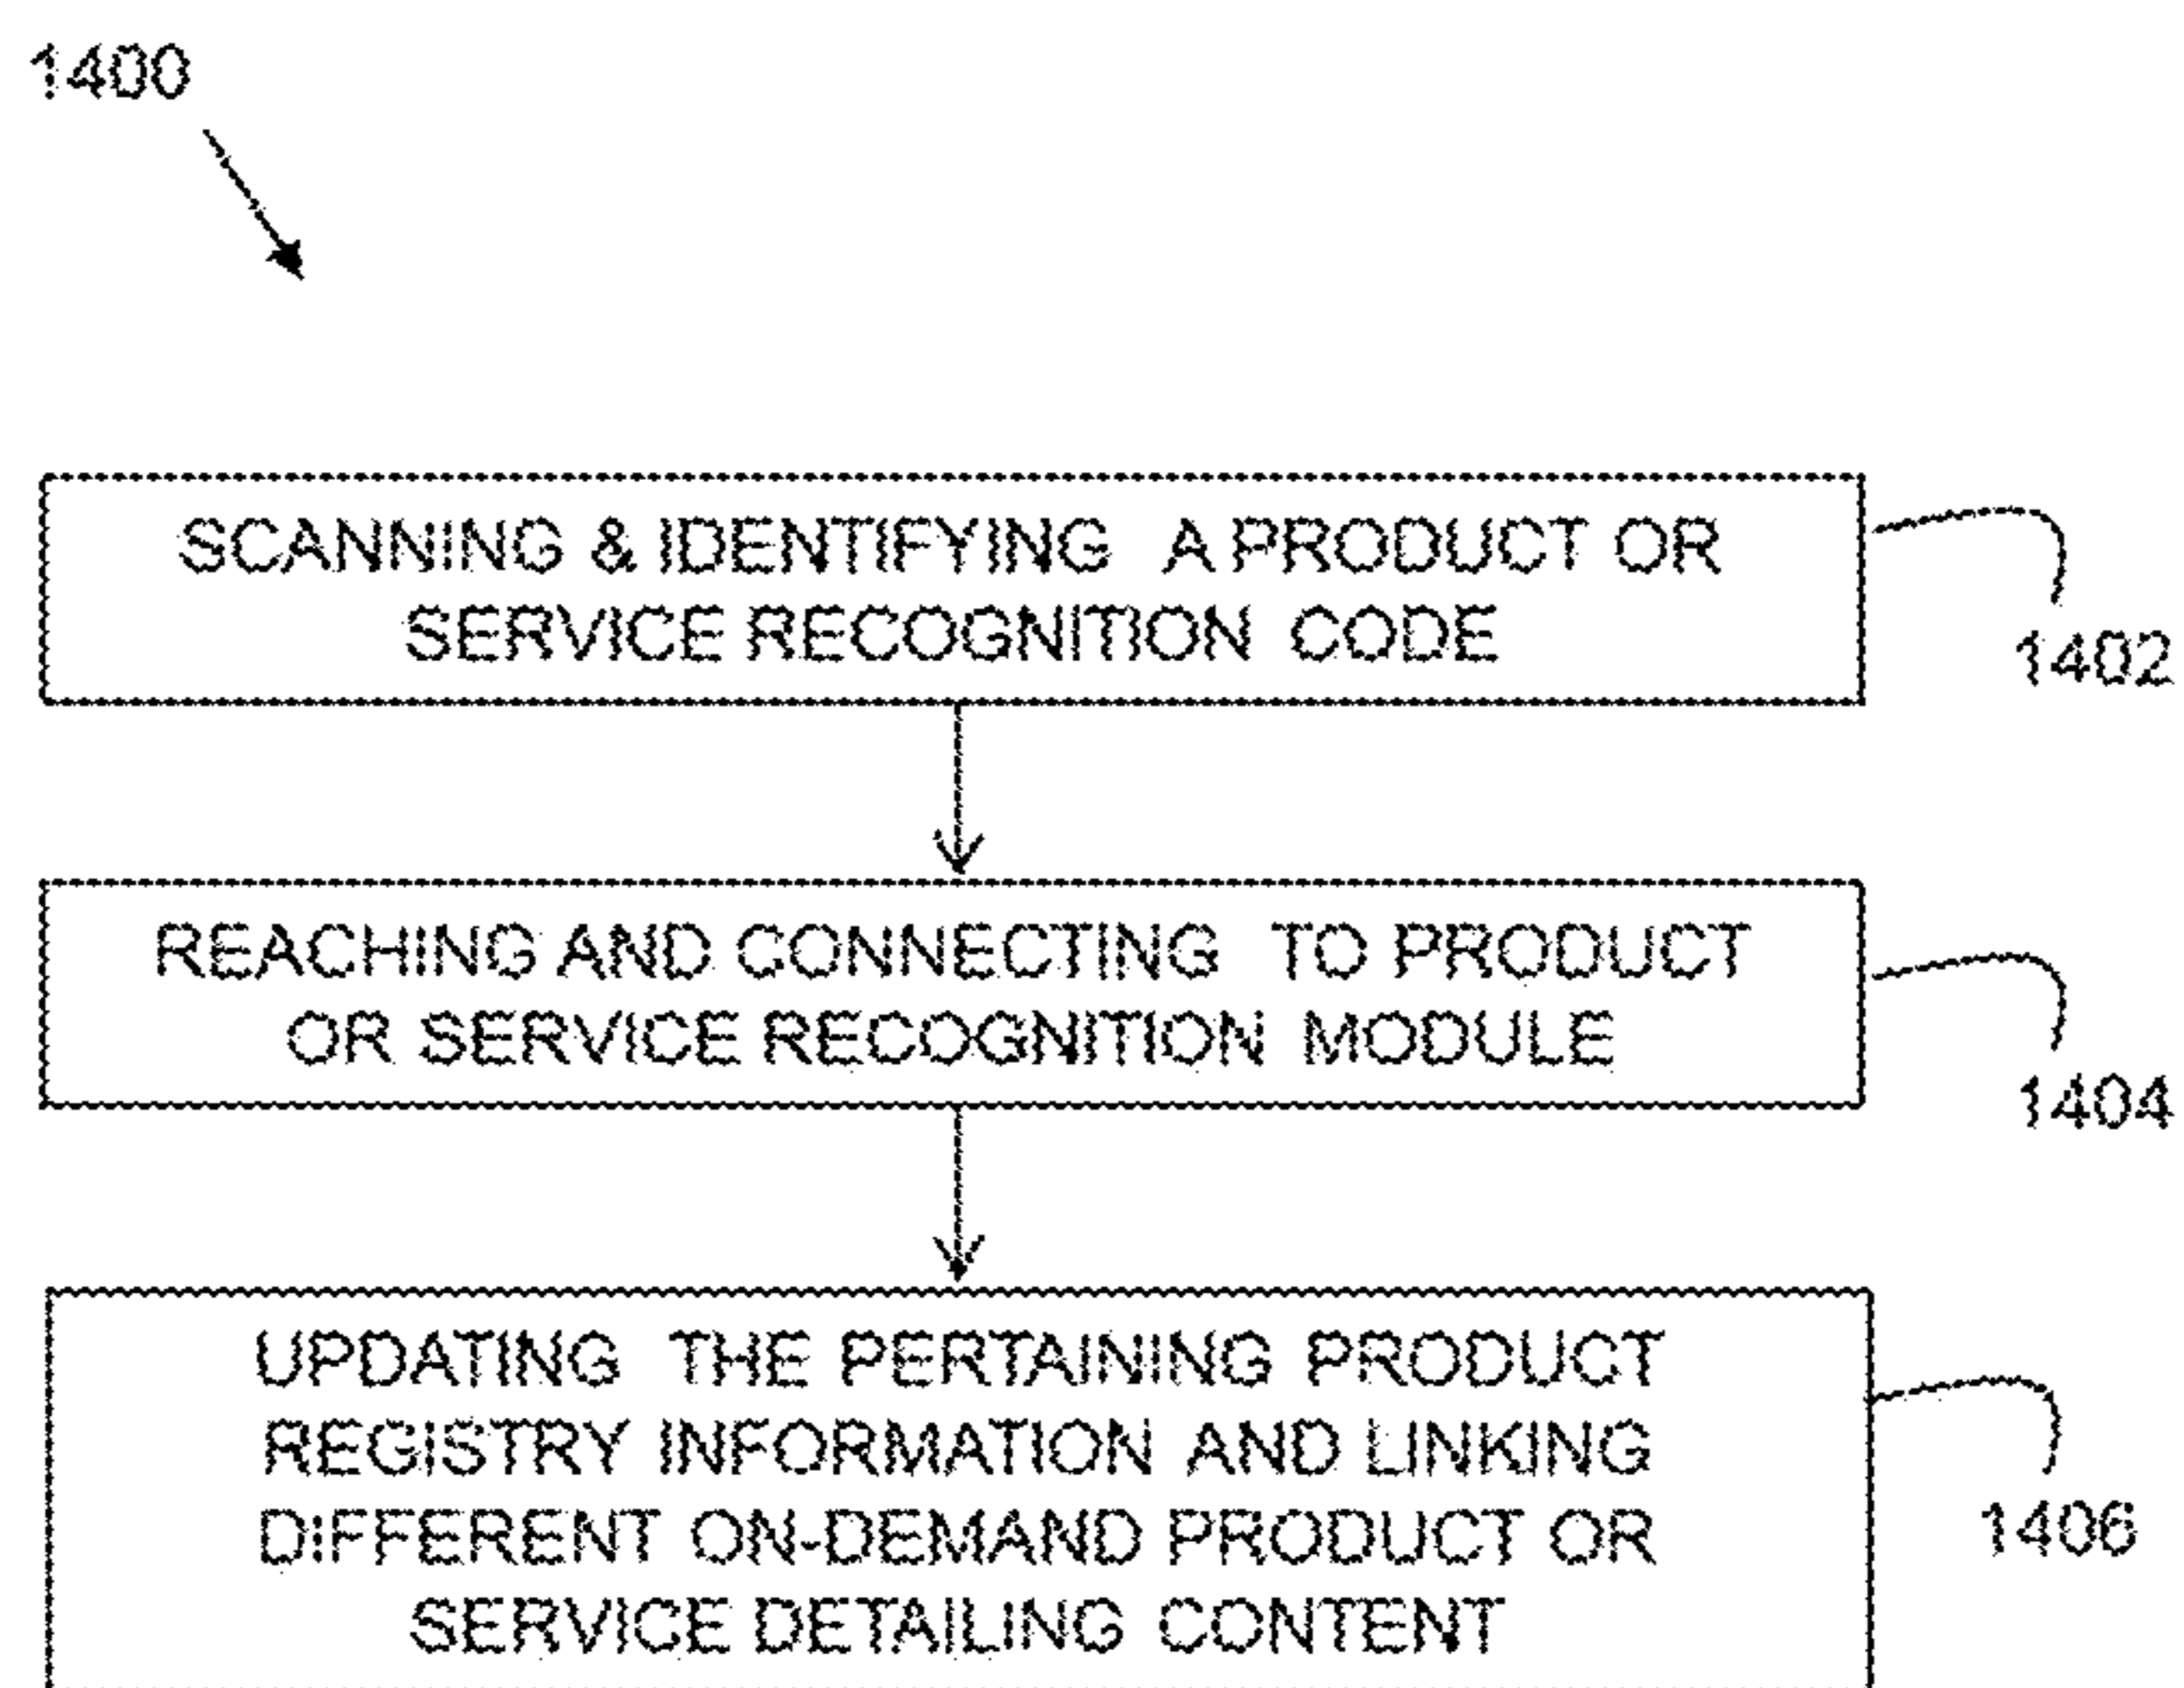 1400
SCANNING & IDENTIFYING A PRODUCT OR
SERVICE RECOGNITION CODE
1402
REACHING AND CONNECTING TO PRODUCT
OR SERVICE RECOGNITION MODULE
1404
UPDATING THE PERTAINING PRODUCT
REGISTRY INFORMATION AND LINKING
DIFFERENT ON-DEMAND PRODUCT OR
SERVICE DETAILING CONTENT
1406